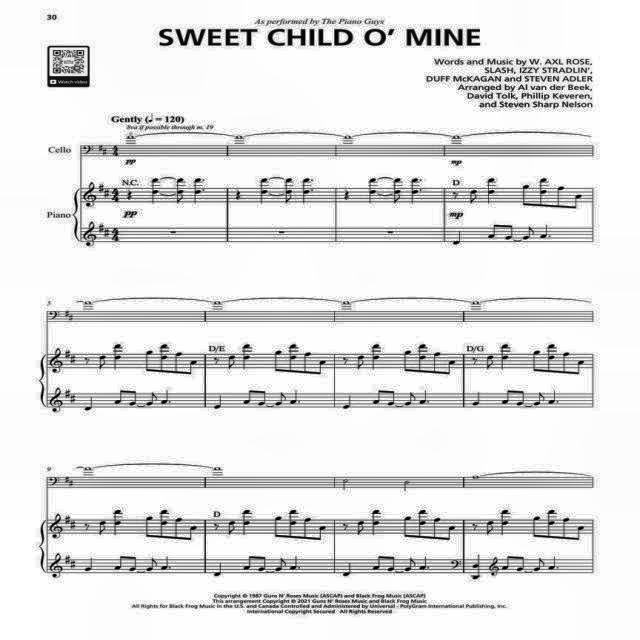 30
As performed by The Piano Guys
SWEET CHILD O' MINE
Watch video
Words and Music by W. AXL ROSE,
SLASH, IZZY STRADLIN',
DUFF McKAGAN and STEVEN ADLER
Arranged by Al van der Beek,
David Tolk, Phillip Keveren,
and Steven Sharp Nelson
Gently (♩ = 120)
8va if possible through m. 19
Cello
pp
mp
N.C.
D
Piano
pp
mp
5
D/E
D/G
9
D
Copyright © 1987 Guns N' Roses Music (ASCAP) and Black Frog Music (ASCAP)
This arrangement Copyright © 2021 Guns N' Roses Music and Black Frog Music
All Rights for Black Frog Music in the U.S. and Canada Controlled and Administered by Universal - PolyGram International Publishing, Inc.
International Copyright Secured All Rights Reserved